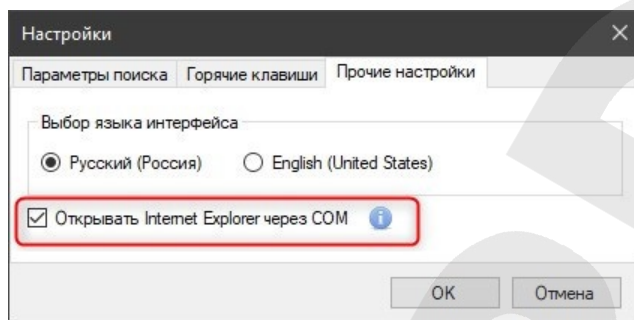 Настройки
Параметры поиска Горячие клавиши Прочие настройки
Выбор языка интерфейса
Русский (Россия) English (United States)
Открывать Internet Explorer через COM
OK Отмена